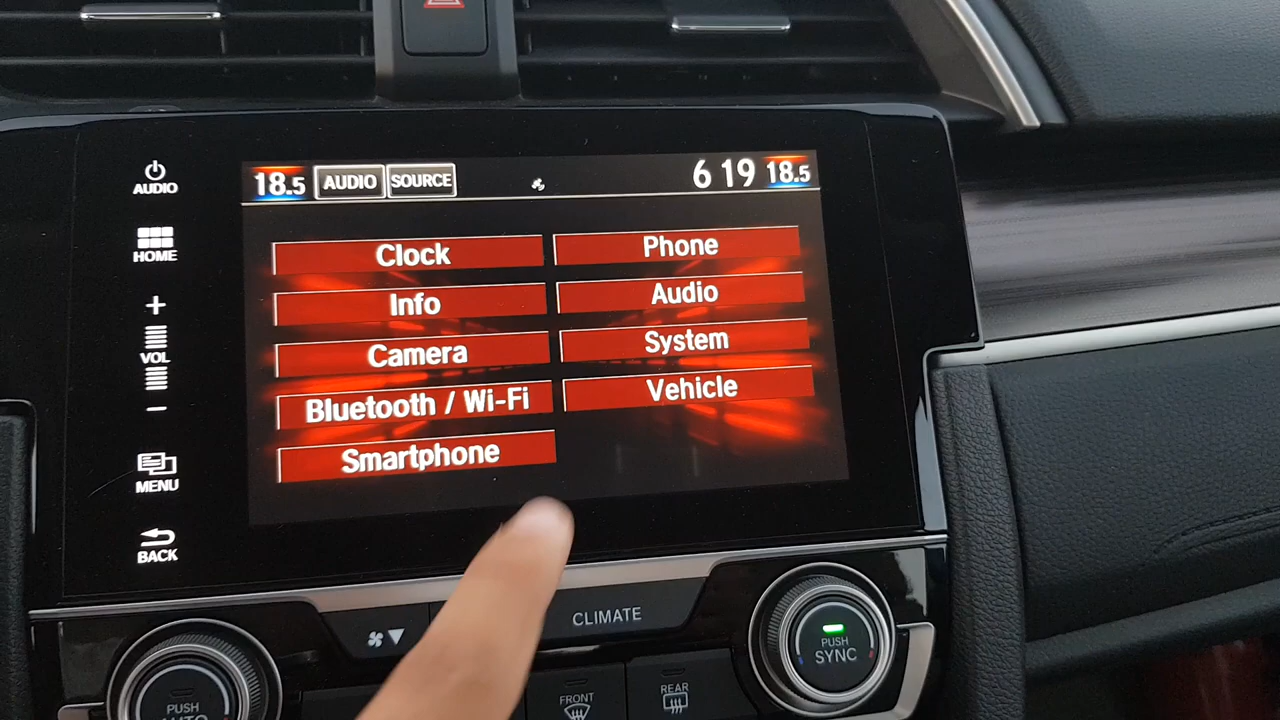 18.5 AUDIO SOURCE 6 19 18.5
AUDIO
HOME
+
VOL
−
MENU
BACK
Clock
Phone
Info
Audio
Camera
System
Bluetooth / Wi-Fi
Vehicle
Smartphone
CLIMATE
PUSH
SYNC
PUSH
AUTO
FRONT
REAR